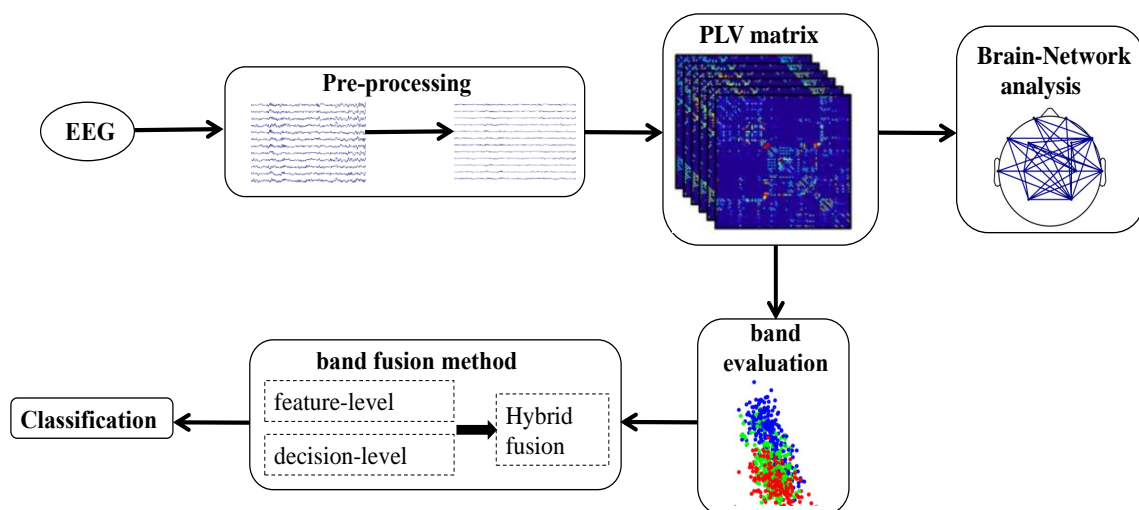 EEG
Pre-processing
PLV matrix
Brain-Network
analysis
band
evaluation
band fusion method
feature-level
decision-level
Hybrid
fusion
Classification